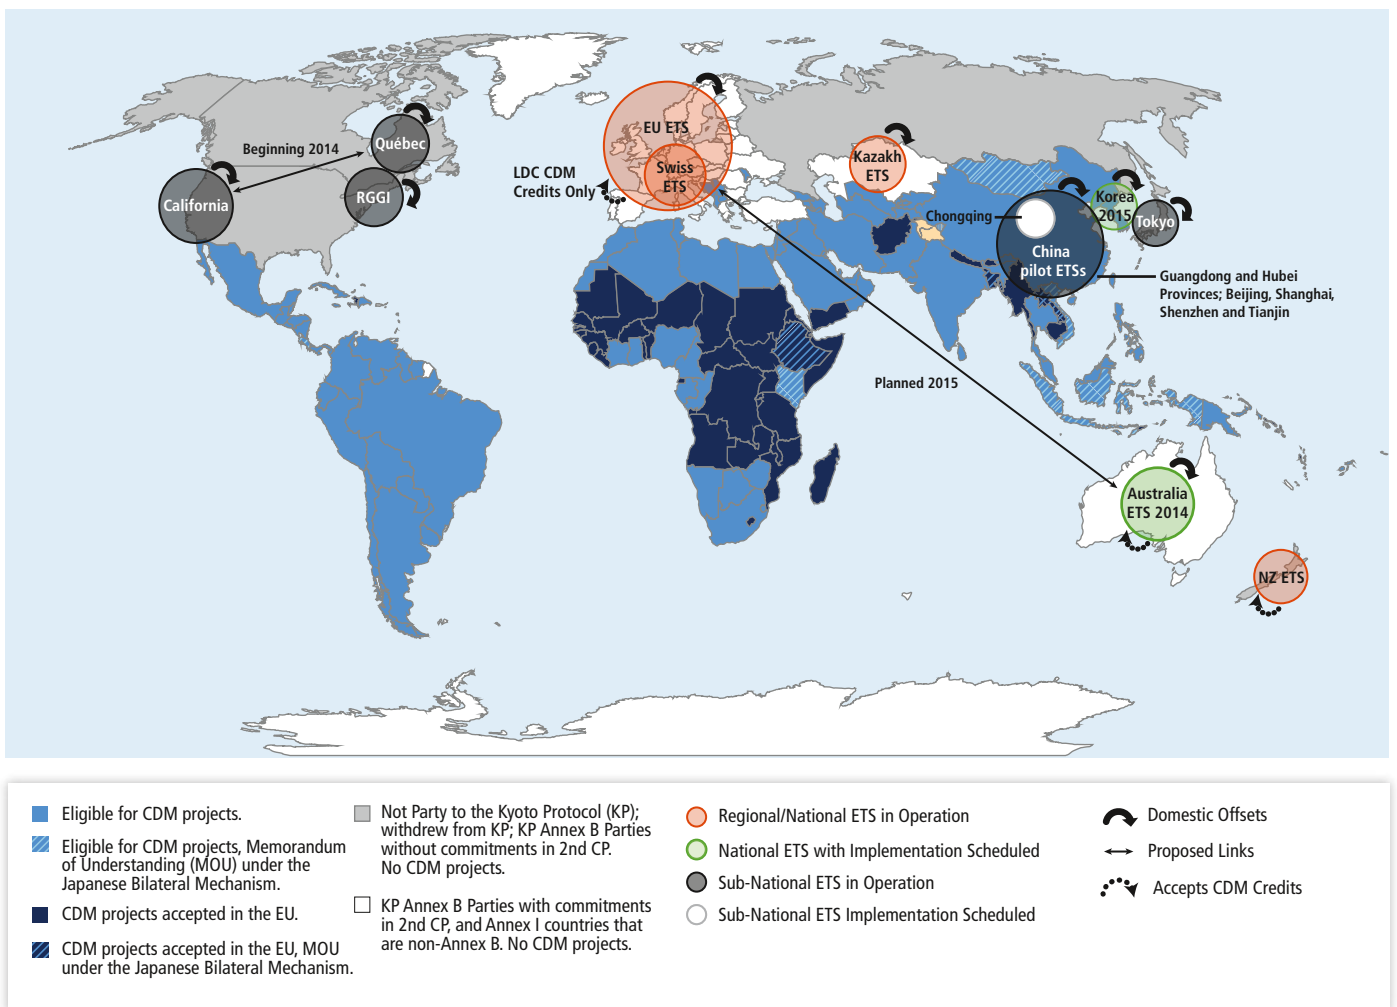 EU ETS
Swiss
ETS
Kazakh
ETS
Québec
Beginning 2014
LDC CDM
Credits Only
California
RGGI
Korea
2015
Tokyo
Chongqing
China
pilot ETSs
Guangdong and Hubei
Provinces; Beijing, Shanghai,
Shenzhen and Tianjin
Planned 2015
Australia
ETS 2014
NZ ETS
Eligible for CDM projects.
Eligible for CDM projects, Memorandum
of Understanding (MOU) under the
Japanese Bilateral Mechanism.
CDM projects accepted in the EU.
CDM projects accepted in the EU, MOU
under the Japanese Bilateral Mechanism.
Not Party to the Kyoto Protocol (KP);
withdrew from KP; KP Annex B Parties
without commitments in 2nd CP.
No CDM projects.
KP Annex B Parties with commitments
in 2nd CP, and Annex I countries that
are non-Annex B. No CDM projects.
Regional/National ETS in Operation
National ETS with Implementation Scheduled
Sub-National ETS in Operation
Sub-National ETS Implementation Scheduled
Domestic Offsets
Proposed Links
Accepts CDM Credits